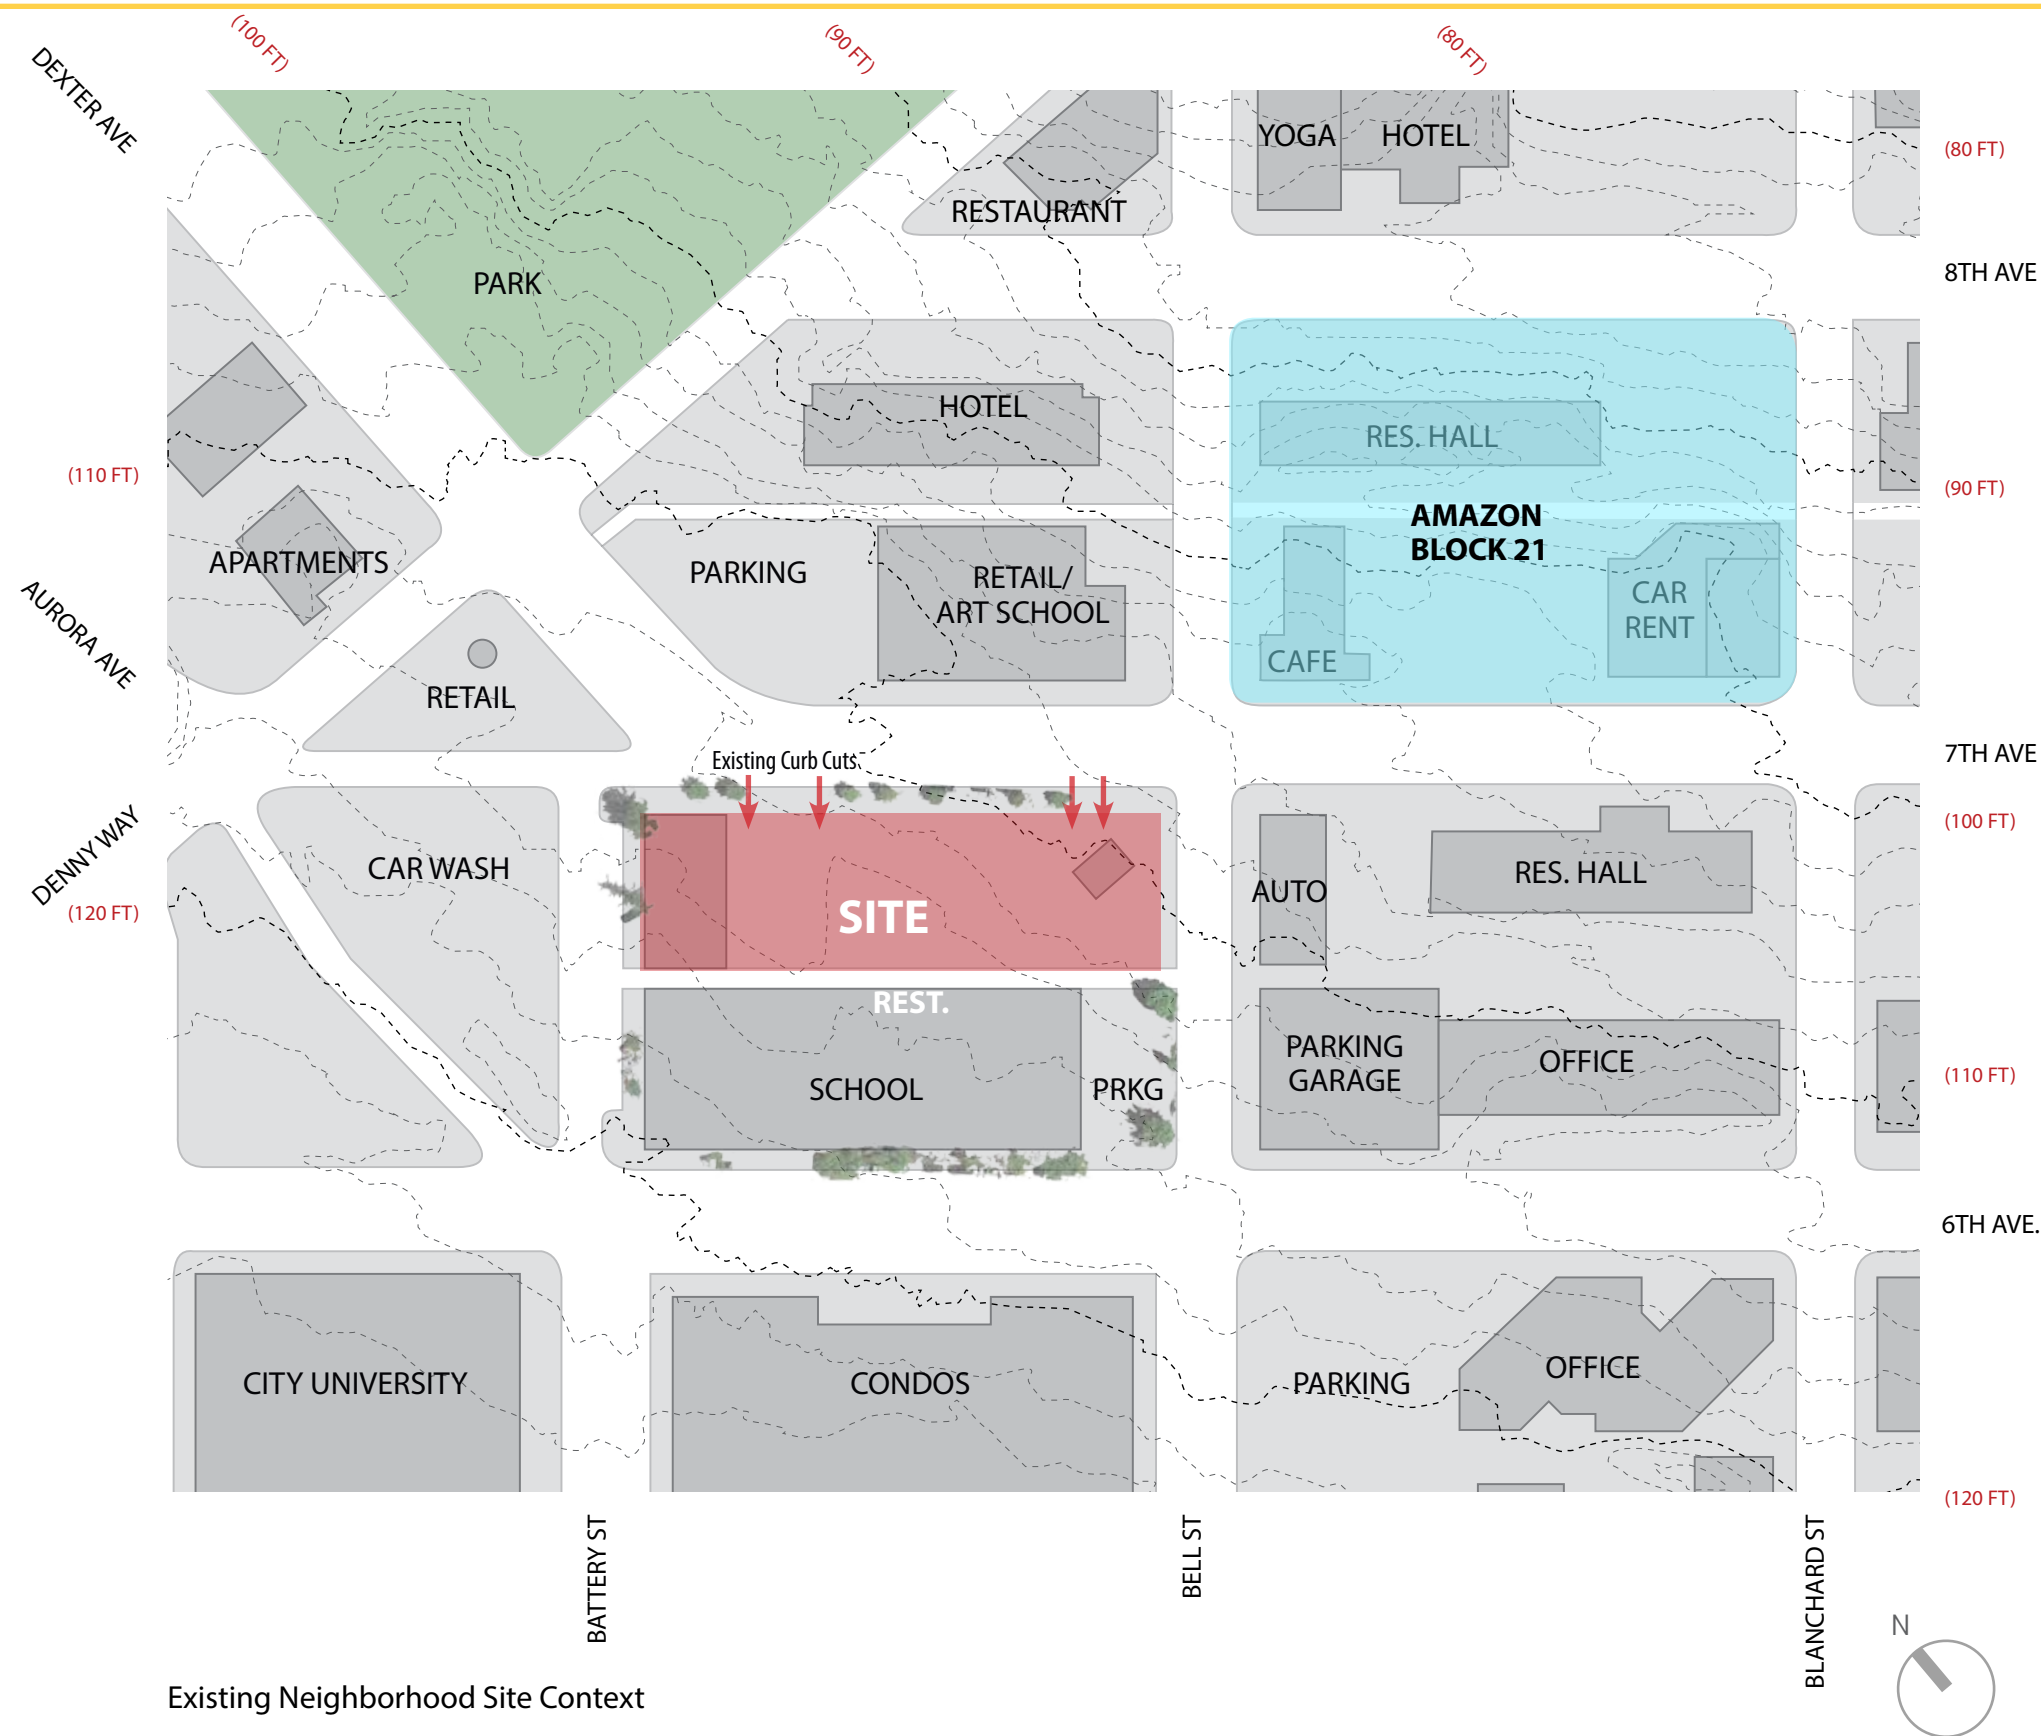 (100 FT)
(90 FT)
(80 FT)
DEXTER AVE
YOGA
HOTEL
(80 FT)
RESTAURANT
8TH AVE
PARK
HOTEL
RES. HALL
(110 FT)
(90 FT)
AMAZON
BLOCK 21
APARTMENTS
PARKING
RETAIL/
ART SCHOOL
CAR
RENT
AURORA AVE
CAFE
RETAIL
7TH AVE
Existing Curb Cuts
(100 FT)
DENNY WAY
CAR WASH
RES. HALL
AUTO
(120 FT)
SITE
REST.
PARKING
GARAGE
OFFICE
(110 FT)
SCHOOL
PRKG
6TH AVE.
CITY UNIVERSITY
CONDOS
PARKING
OFFICE
(120 FT)
BATTERY ST
BELL ST
BLANCHARD ST
N
Existing Neighborhood Site Context